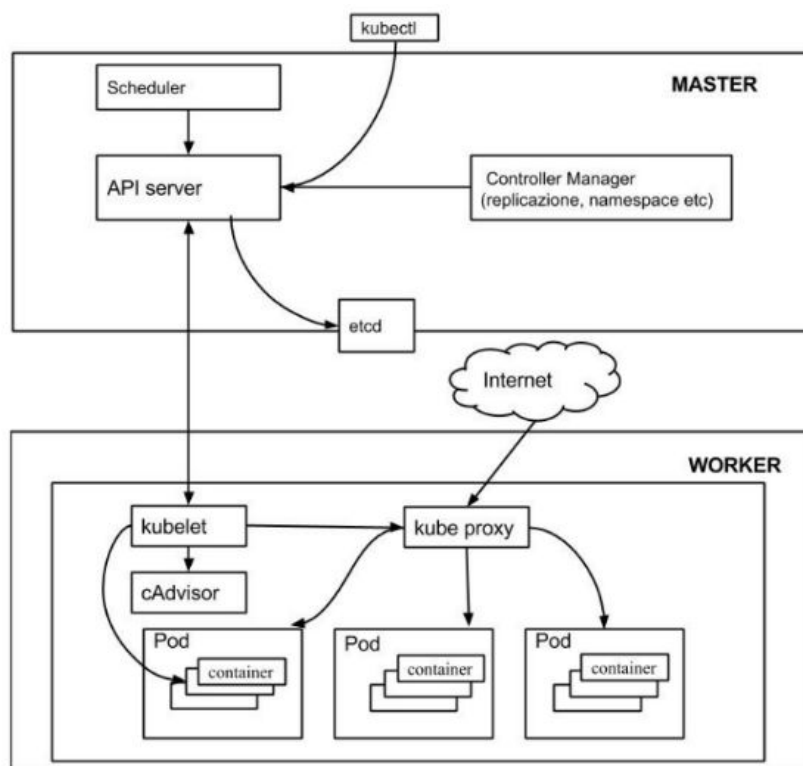 kubectl
MASTER
Scheduler
API server
Controller Manager
(replicazione, namespace etc)
etcd
Internet
WORKER
kubelet
kube proxy
cAdvisor
Pod
container
Pod
container
Pod
container